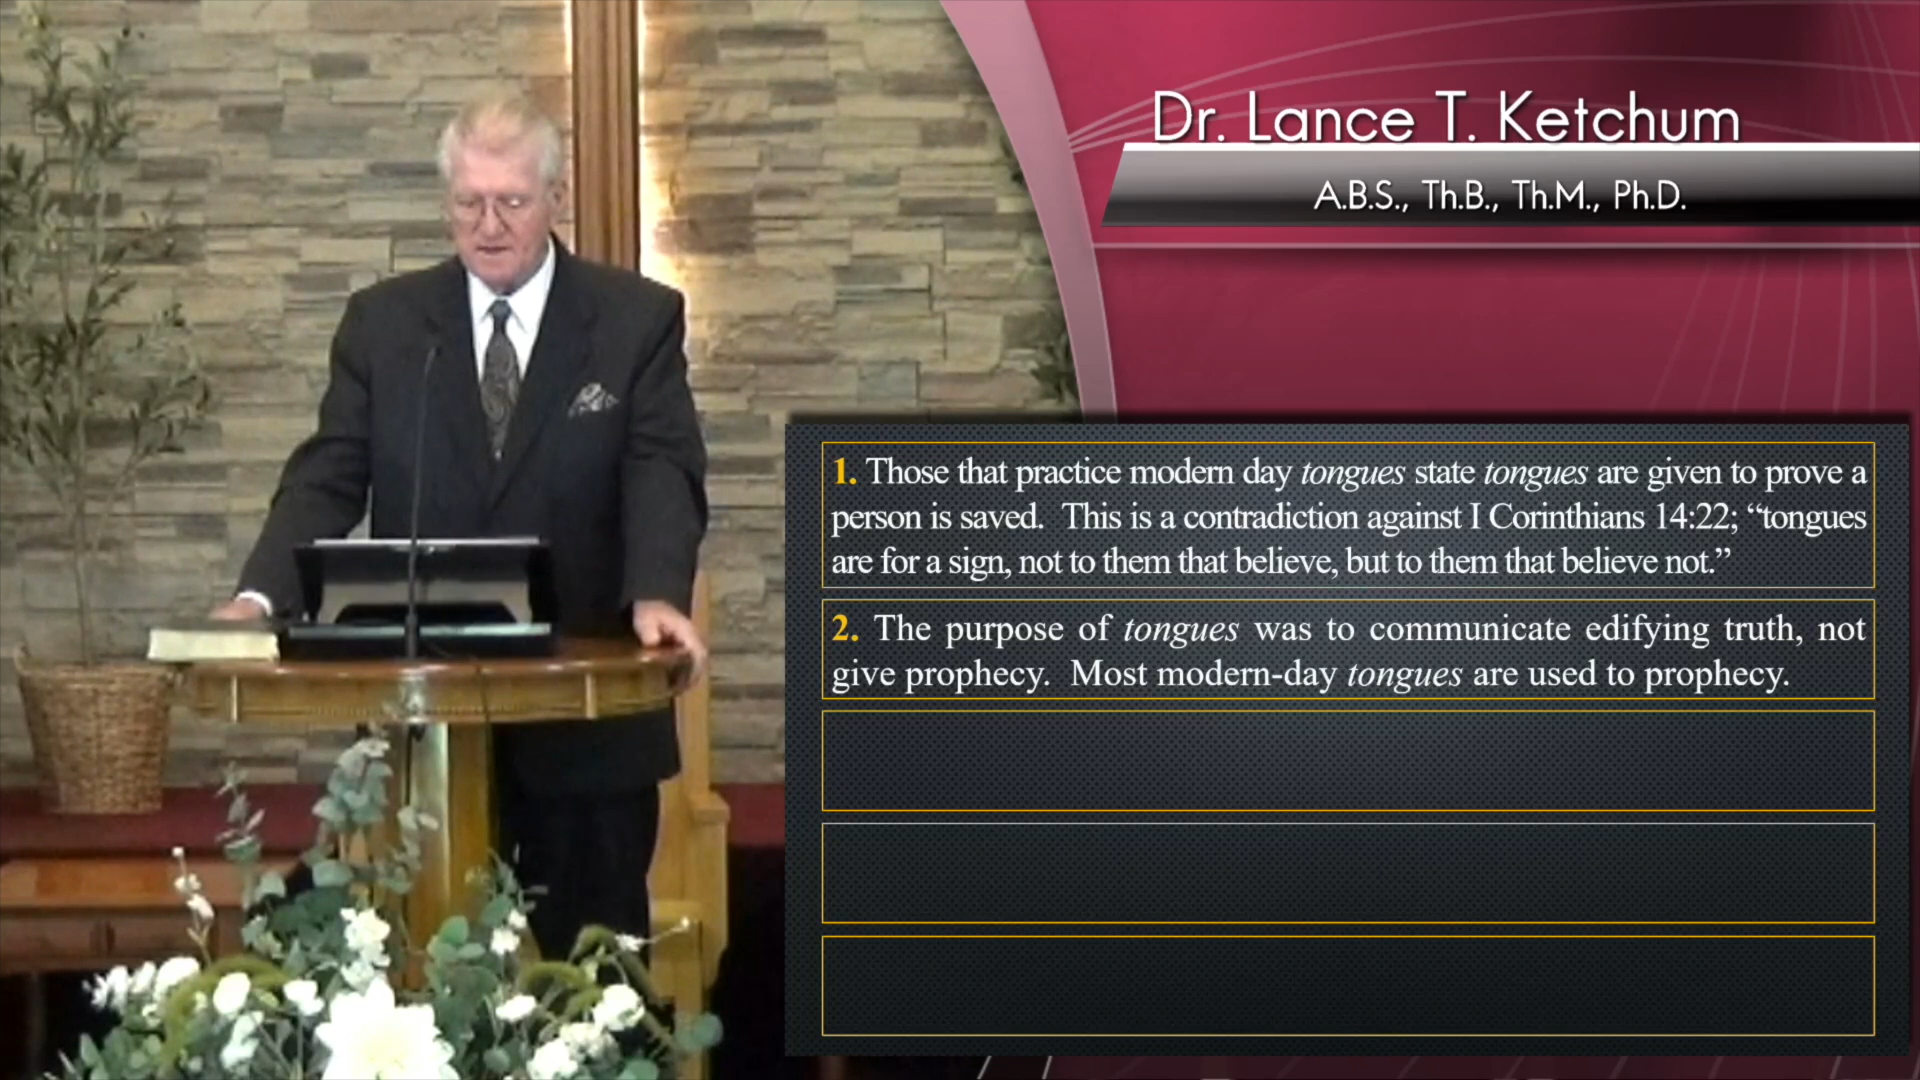 Dr. Lance T. Ketchum
A.B.S., Th.B., Th.M., Ph.D.
1. Those that practice modern day tongues state tongues are given to prove a
person is saved. This is a contradiction against I Corinthians 14:22; “tongues
are for a sign, not to them that believe, but to them that believe not.”
2. The purpose of tongues was to communicate edifying truth, not
give prophecy. Most modern-day tongues are used to prophecy.